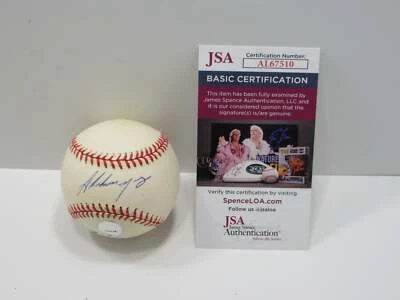 JSA
Certification Number:
AL67510
BASIC CERTIFICATION
This item has been fully examined by
James Spence Authentication, LLC and
it is our considered opinion that the
signature(s) is/are genuine.
Verify this certification by visiting
SpenceLOA.com
Follow us @jsaloa
JSA
James Spence
Authentication